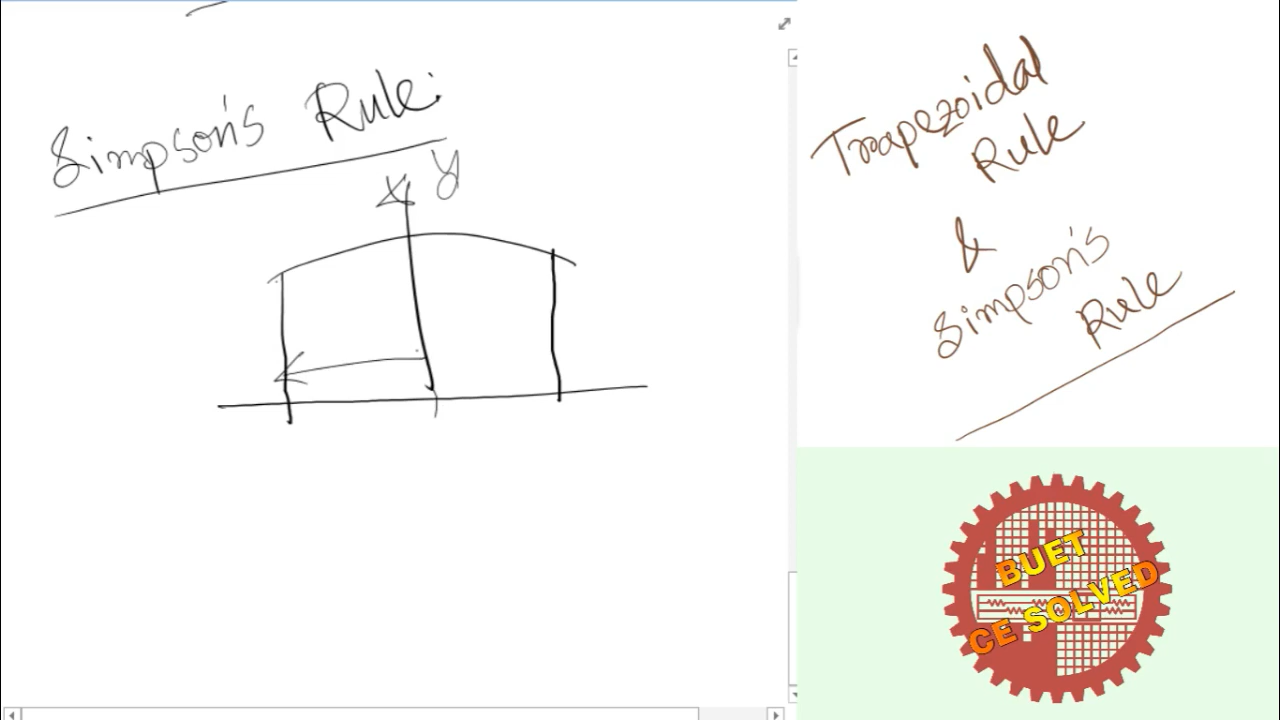 Simpson's Rule:
y
Trapezoidal
Rule
&
Simpson's
Rule
BUET
CE SOLVED